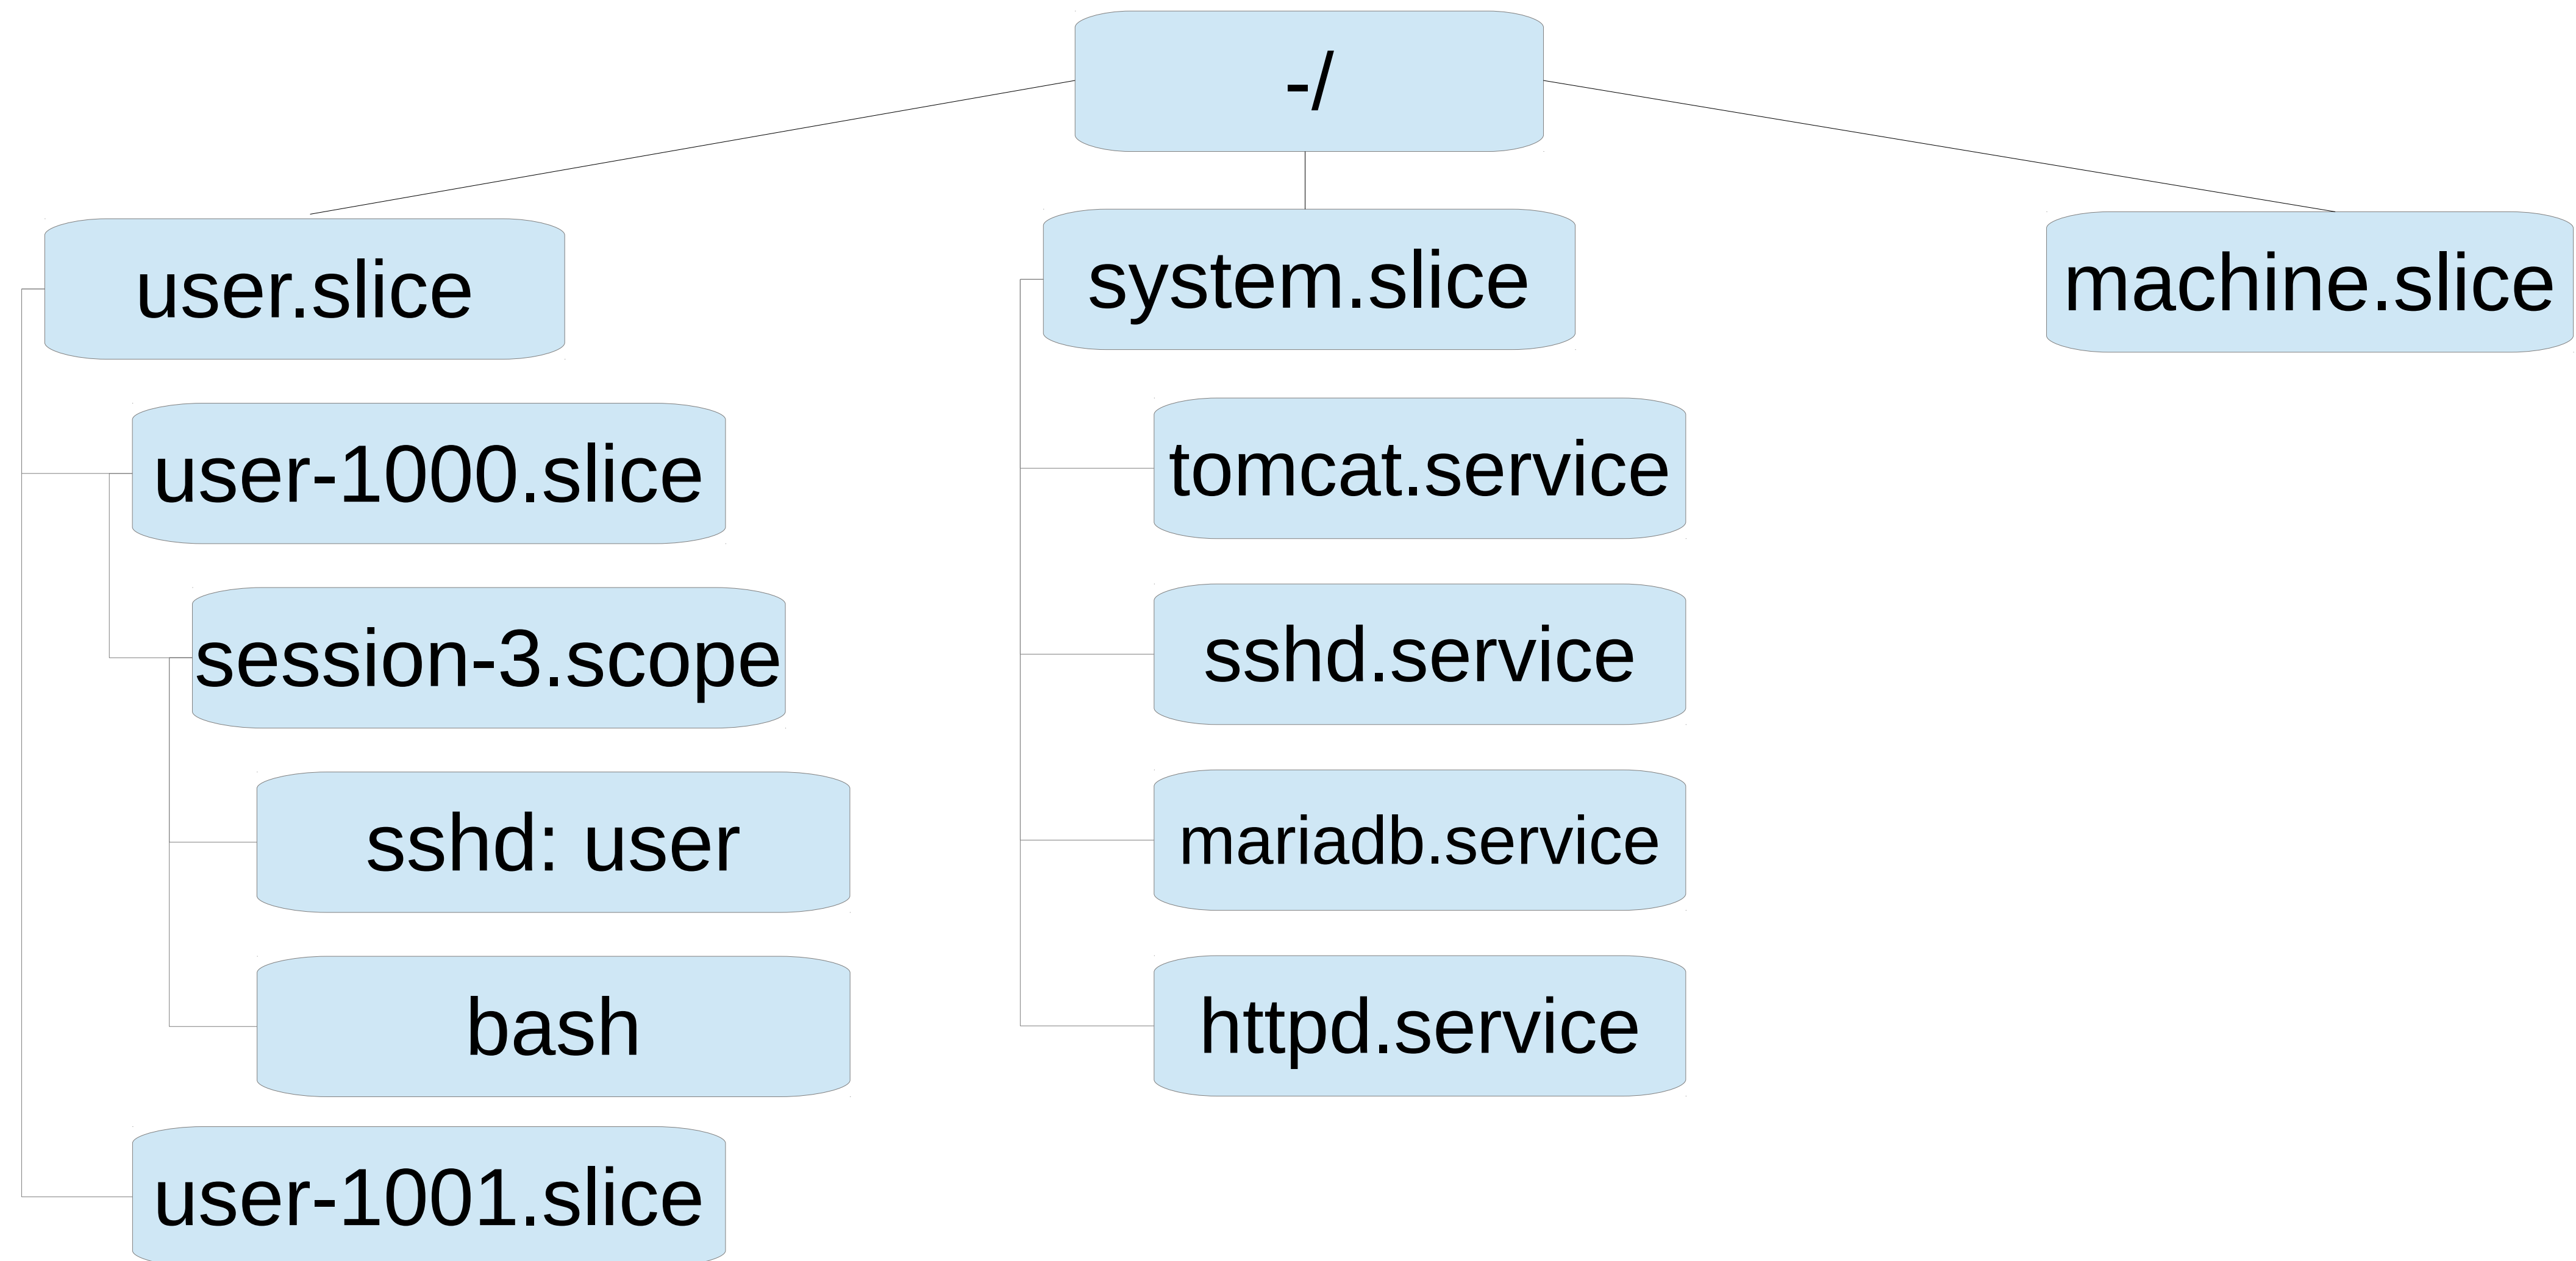 -/
user.slice
system.slice
machine.slice
user-1000.slice
session-3.scope
sshd: user
bash
user-1001.slice
tomcat.service
sshd.service
mariadb.service
httpd.service